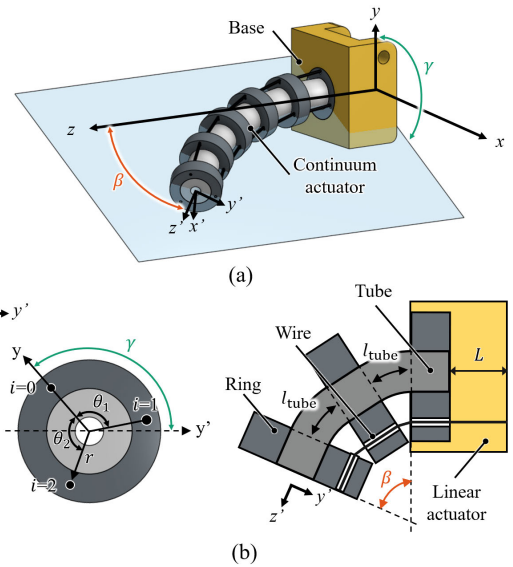 y
Base
γ
z
x
β
Continuum
actuator
y'
z'
x'
(a)
y'
y
γ
i=0
θ₁
i=1
y'
θ₂
r
i=2
Tube
Wire
l_tube
L
Ring
l_tube
β
y'
z'
Linear
actuator
(b)